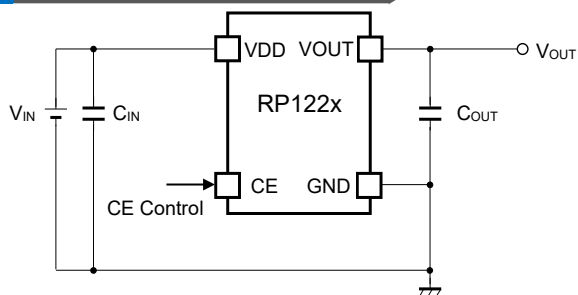 VDD VOUT
VOUT
RP122x
VIN
CIN
COUT
CE GND
CE Control